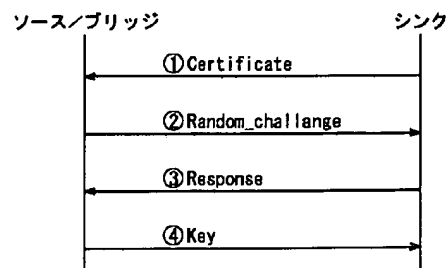 ソース／ブリッジ
シンク
①Certificate
②Random_challange
③Response
④Key